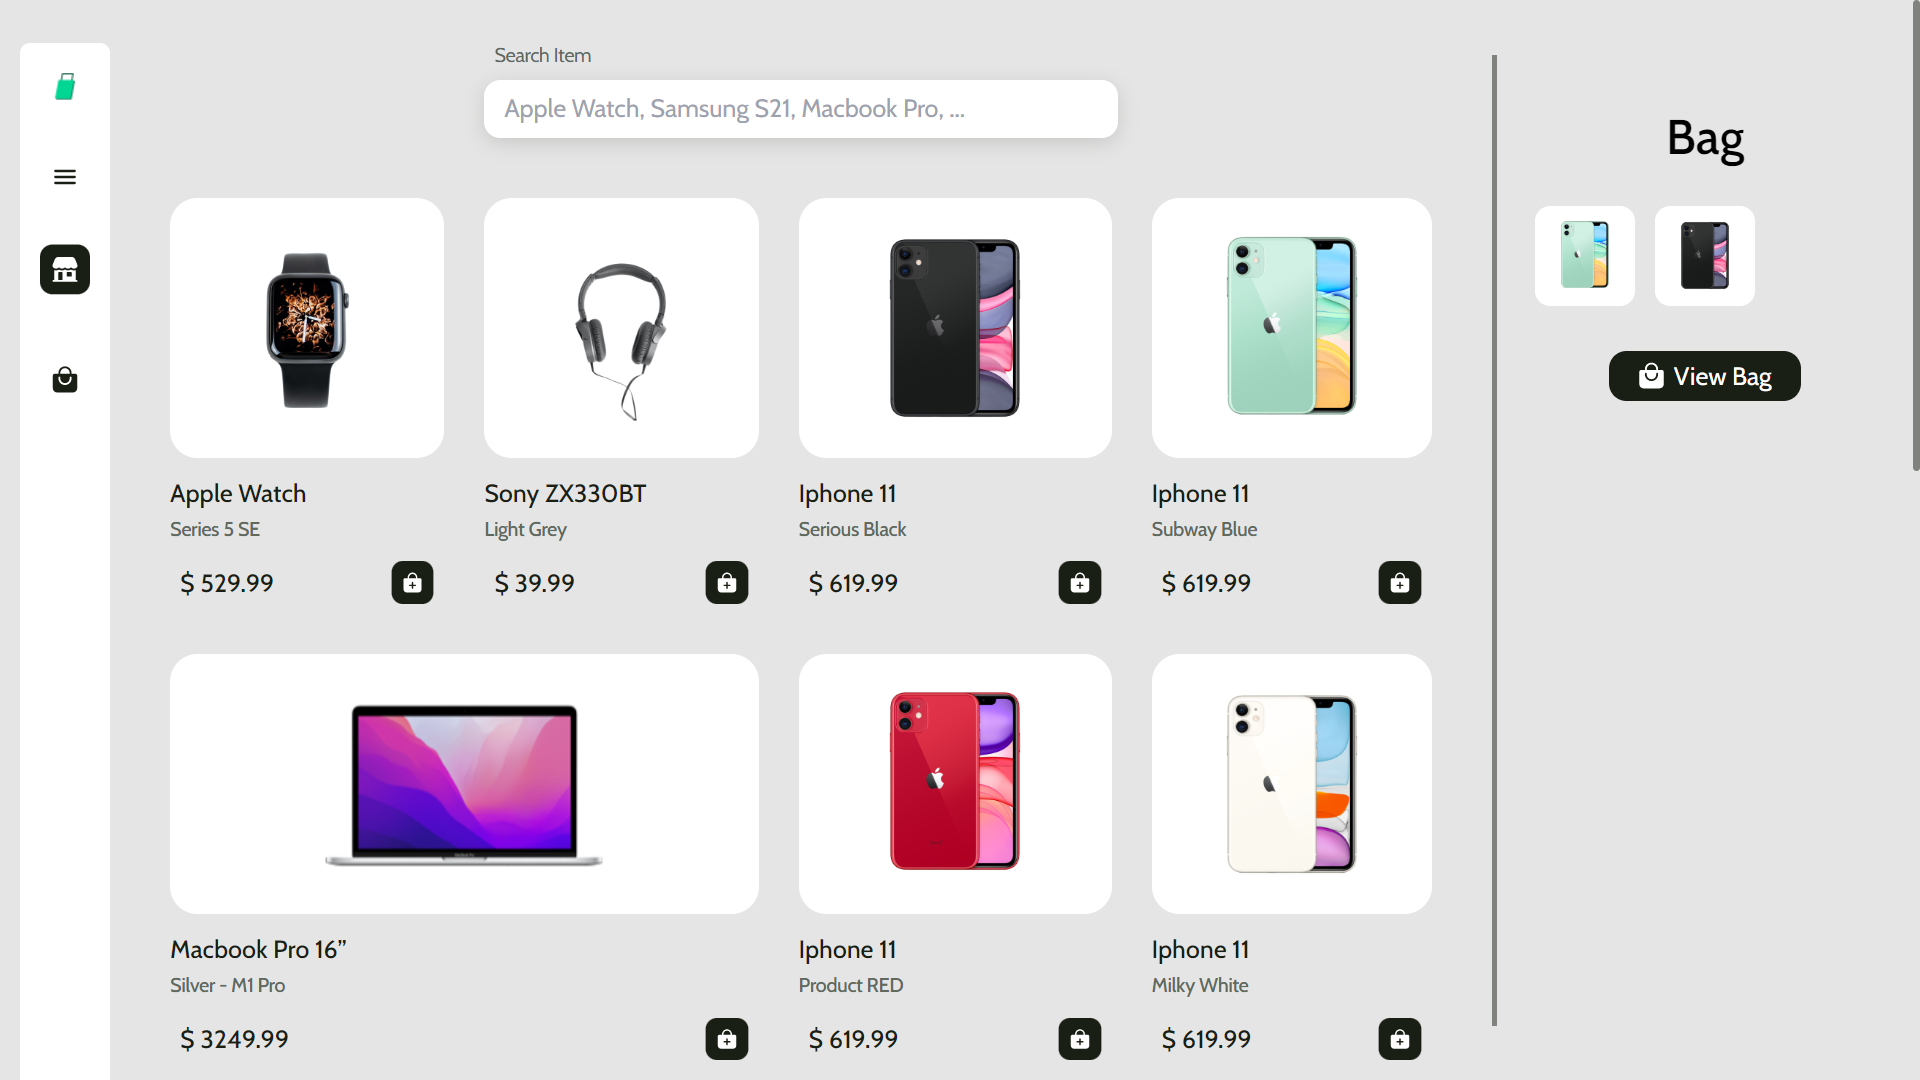 Search Item
Apple Watch, Samsung S21, Macbook Pro, ...
Bag
View Bag
Apple Watch
Series 5 SE
$ 529.99
Sony ZX330BT
Light Grey
$ 39.99
Iphone 11
Serious Black
$ 619.99
Iphone 11
Subway Blue
$ 619.99
Macbook Pro 16”
Silver - M1 Pro
$ 3249.99
Iphone 11
Product RED
$ 619.99
Iphone 11
Milky White
$ 619.99